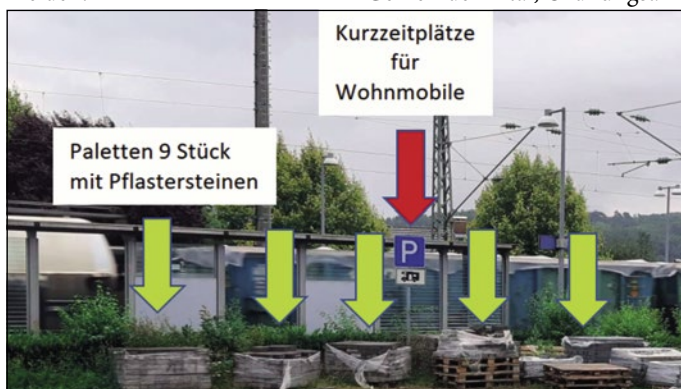 Kurzzeitplätze
für
Wohnmobile
Paletten 9 Stück
mit Pflastersteinen
P